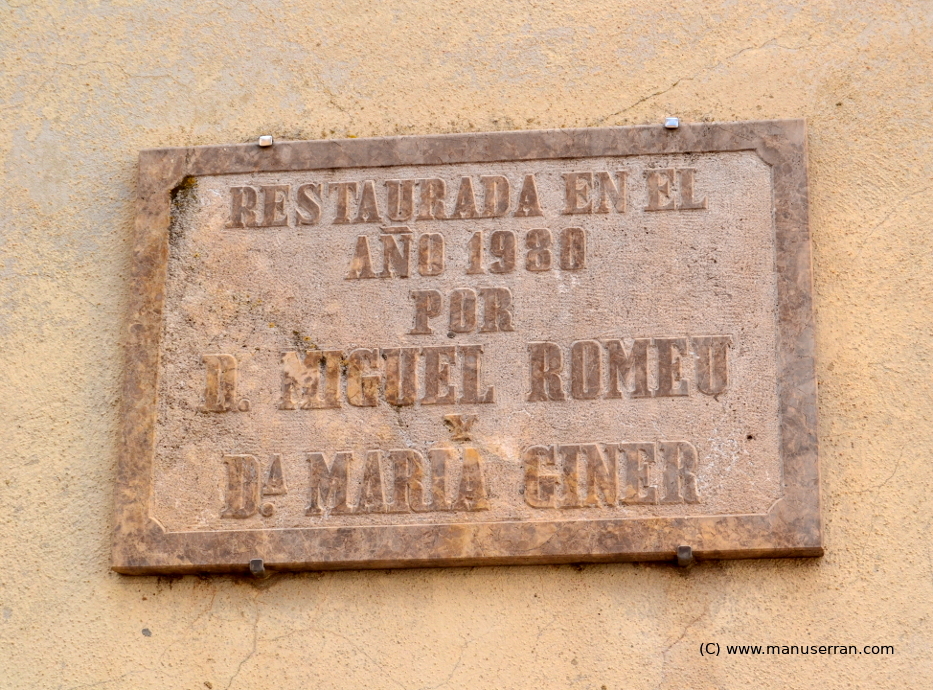 RESTAURADA EN EL
AÑO 1980
POR
D. MIGUEL ROMEU
Y
Dª MARIA GINER
(C) www.manuserran.com